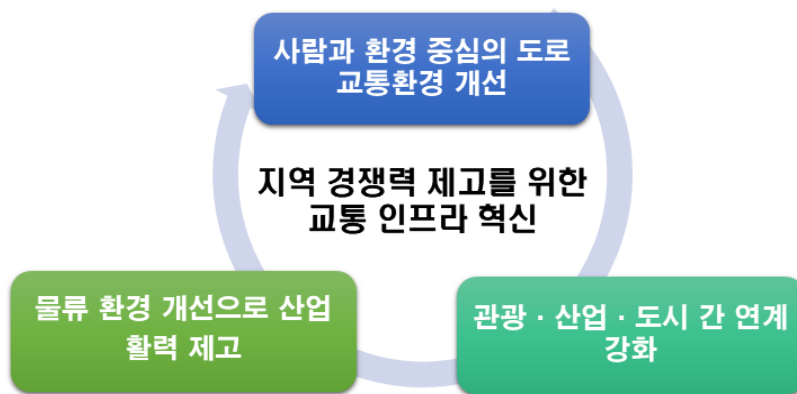 사람과 환경 중심의 도로
교통환경 개선
지역 경쟁력 제고를 위한
교통 인프라 혁신
물류 환경 개선으로 산업
활력 제고
관광 · 산업 · 도시 간 연계
강화